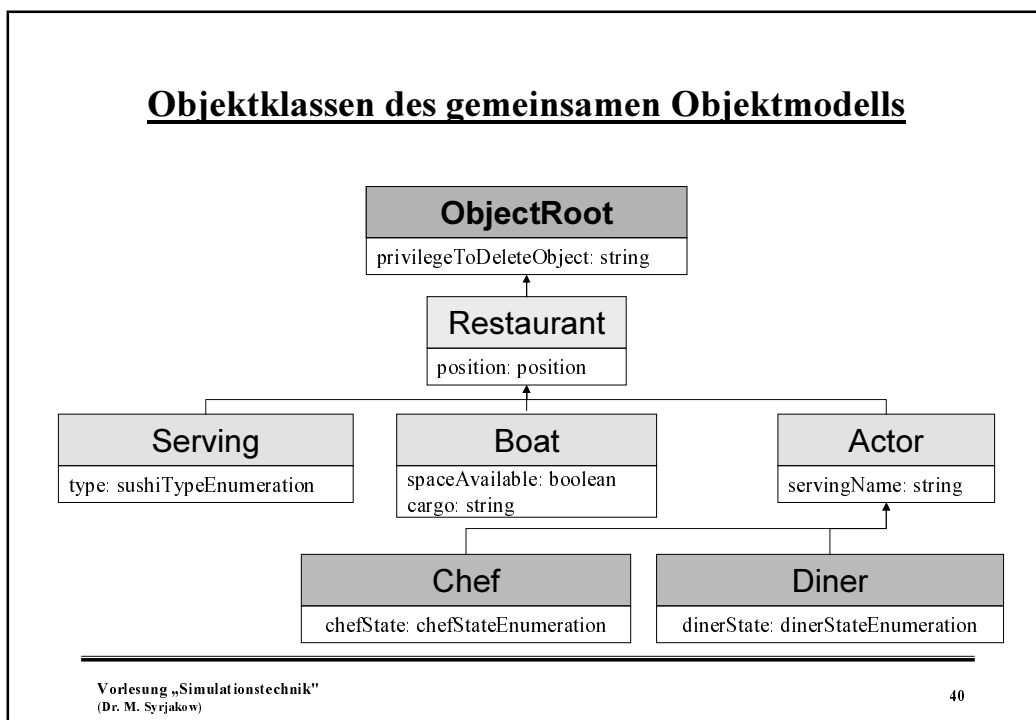 Objektklassen des gemeinsamen Objektmodells
ObjectRoot
privilegeToDeleteObject: string
Restaurant
position: position
Serving
type: sushiTypeEnumeration
Boat
spaceAvailable: boolean
cargo: string
Actor
servingName: string
Chef
chefState: chefStateEnumeration
Diner
dinerState: dinerStateEnumeration
Vorlesung „Simulationstechnik"
(Dr. M. Syrjakow)
40